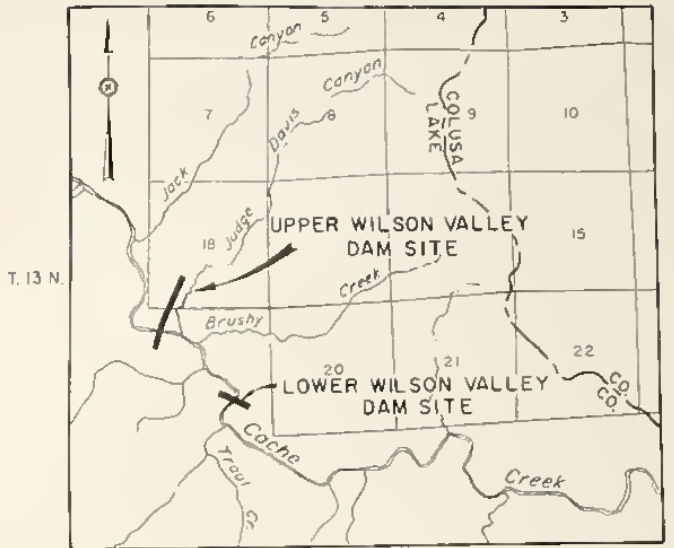 6 5 4 3
Canyon
Canyon
7 Davis 8 9 10
COLUSA
LAKE
Jack
18 Judge 15
UPPER WILSON VALLEY
DAM SITE
T. 13 N.
Creek
Brushy
20 21 22
CO.
CO.
LOWER WILSON VALLEY
DAM SITE
Cache
Trout
Cr.
Creek